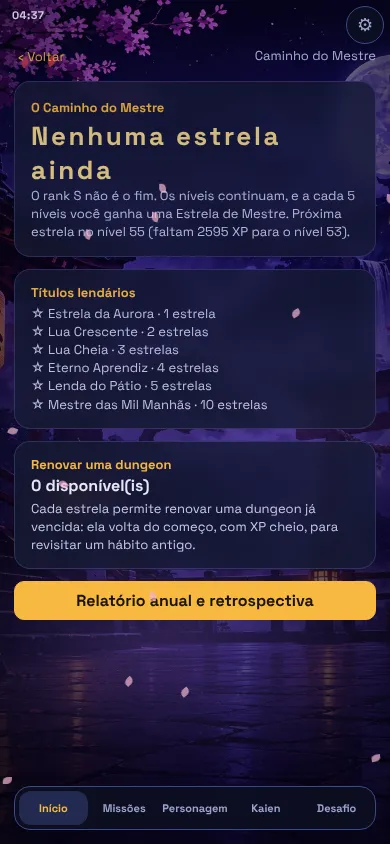 04:37
‹ Voltar
Caminho do Mestre
O Caminho do Mestre
Nenhuma estrela
ainda
O rank S não é o fim. Os níveis continuam, e a cada 5
níveis você ganha uma Estrela de Mestre. Próxima
estrela no nível 55 (faltam 2595 XP para o nível 53).
Títulos lendários
☆ Estrela da Aurora · 1 estrela
☆ Lua Crescente · 2 estrelas
☆ Lua Cheia · 3 estrelas
☆ Eterno Aprendiz · 4 estrelas
☆ Lenda do Pátio · 5 estrelas
☆ Mestre das Mil Manhãs · 10 estrelas
Renovar uma dungeon
0 disponível(is)
Cada estrela permite renovar uma dungeon já
vencida: ela volta do começo, com XP cheio, para
revisitar um hábito antigo.
Relatório anual e retrospectiva
Início
Missões
Personagem
Kaien
Desafio